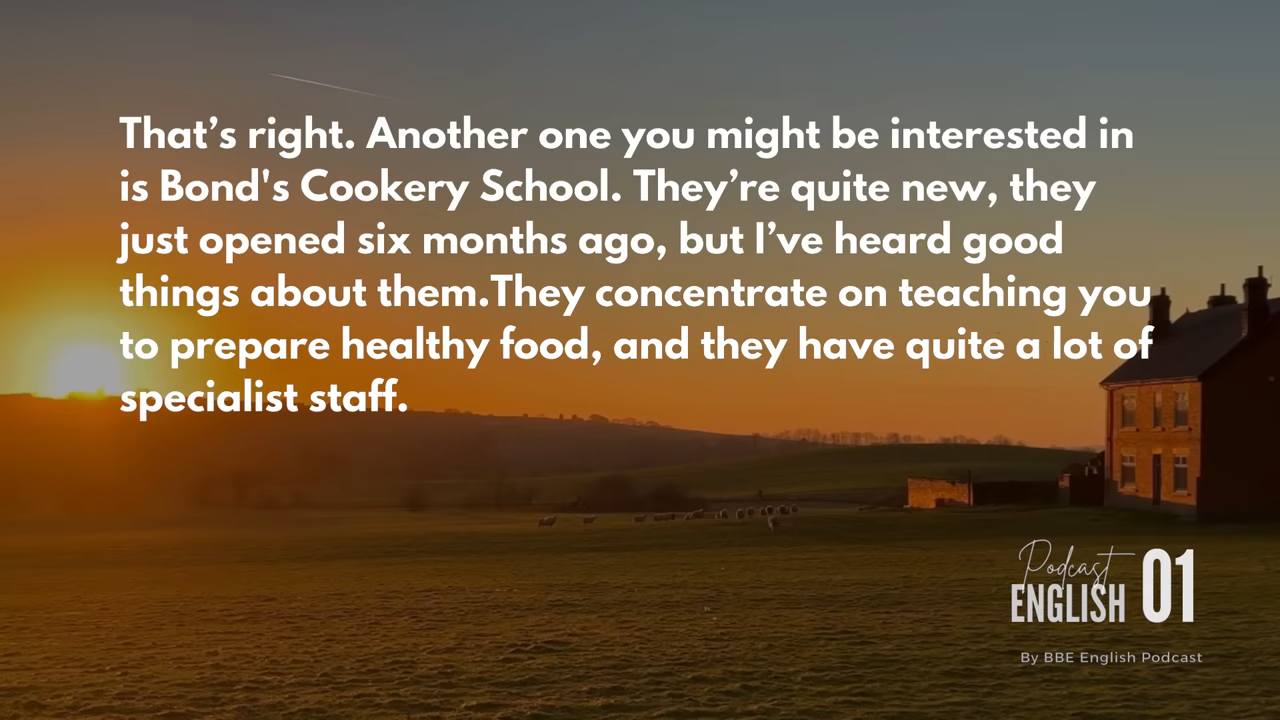 That’s right. Another one you might be interested in
is Bond's Cookery School. They’re quite new, they
just opened six months ago, but I’ve heard good
things about them.They concentrate on teaching you
to prepare healthy food, and they have quite a lot of
specialist staff.
Podcast
ENGLISH 01
By BBE English Podcast